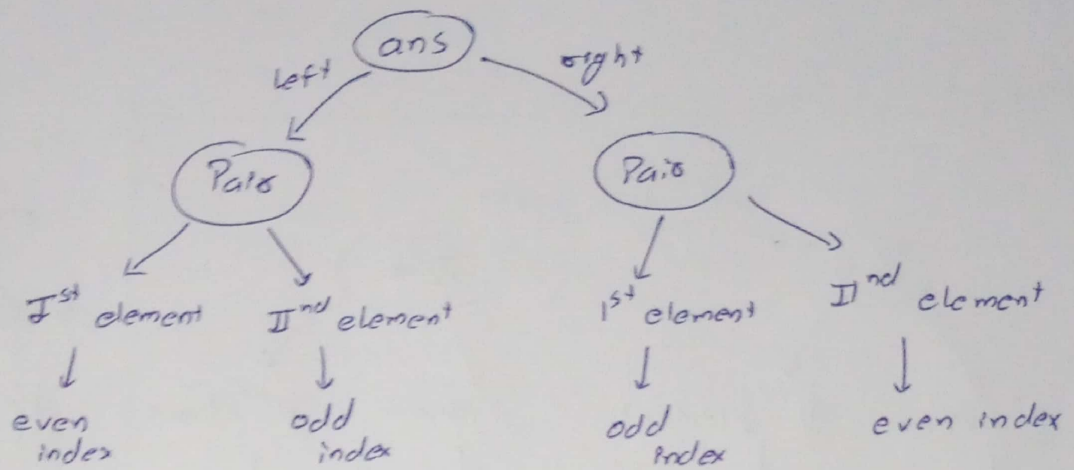 ans
left
right
Pair
Pair
Ist element
IInd element
1st element
IInd element
even
index
odd
index
odd
index
even index